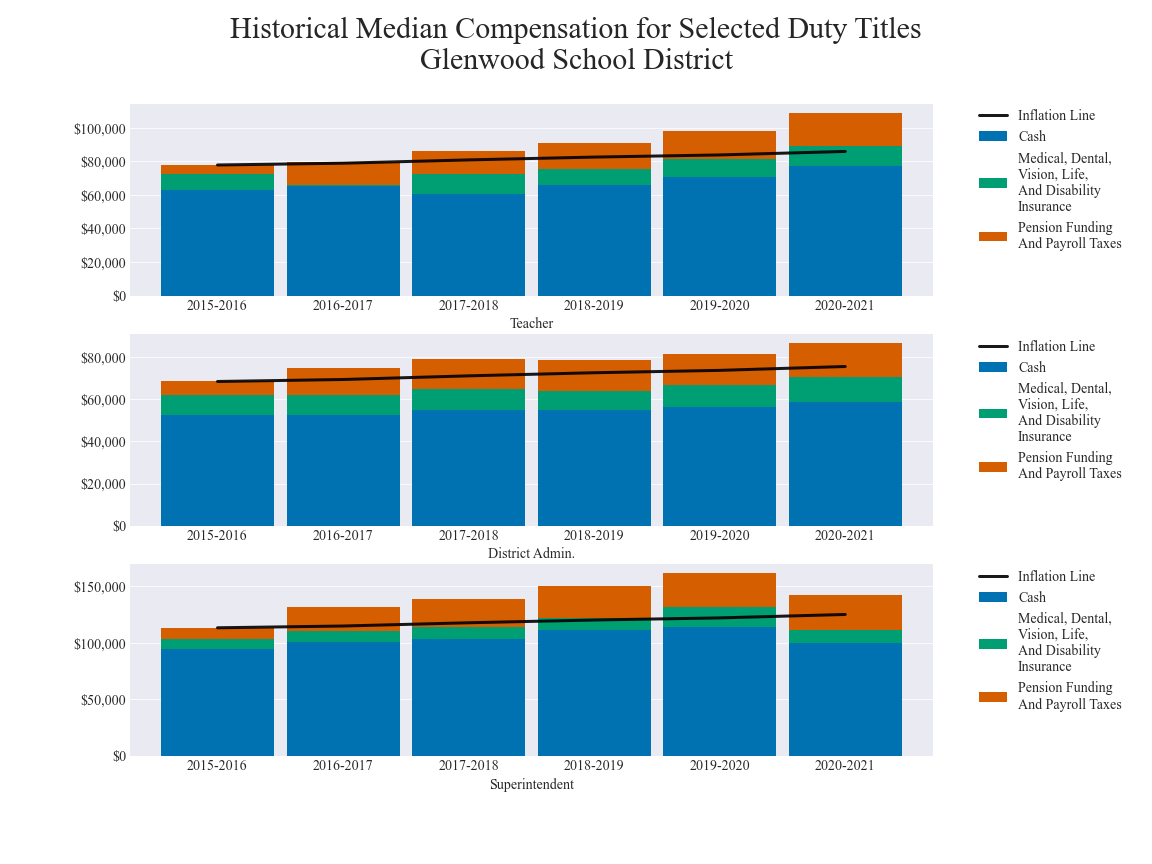 Historical Median Compensation for Selected Duty Titles
Glenwood School District
$100,000
$80,000
$60,000
$40,000
$20,000
$0
2015-2016 2016-2017 2017-2018 2018-2019 2019-2020 2020-2021
Teacher
Inflation Line
Cash
Medical, Dental,
Vision, Life,
And Disability
Insurance
Pension Funding
And Payroll Taxes
$80,000
$60,000
$40,000
$20,000
$0
2015-2016 2016-2017 2017-2018 2018-2019 2019-2020 2020-2021
District Admin.
Inflation Line
Cash
Medical, Dental,
Vision, Life,
And Disability
Insurance
Pension Funding
And Payroll Taxes
$150,000
$100,000
$50,000
$0
2015-2016 2016-2017 2017-2018 2018-2019 2019-2020 2020-2021
Superintendent
Inflation Line
Cash
Medical, Dental,
Vision, Life,
And Disability
Insurance
Pension Funding
And Payroll Taxes